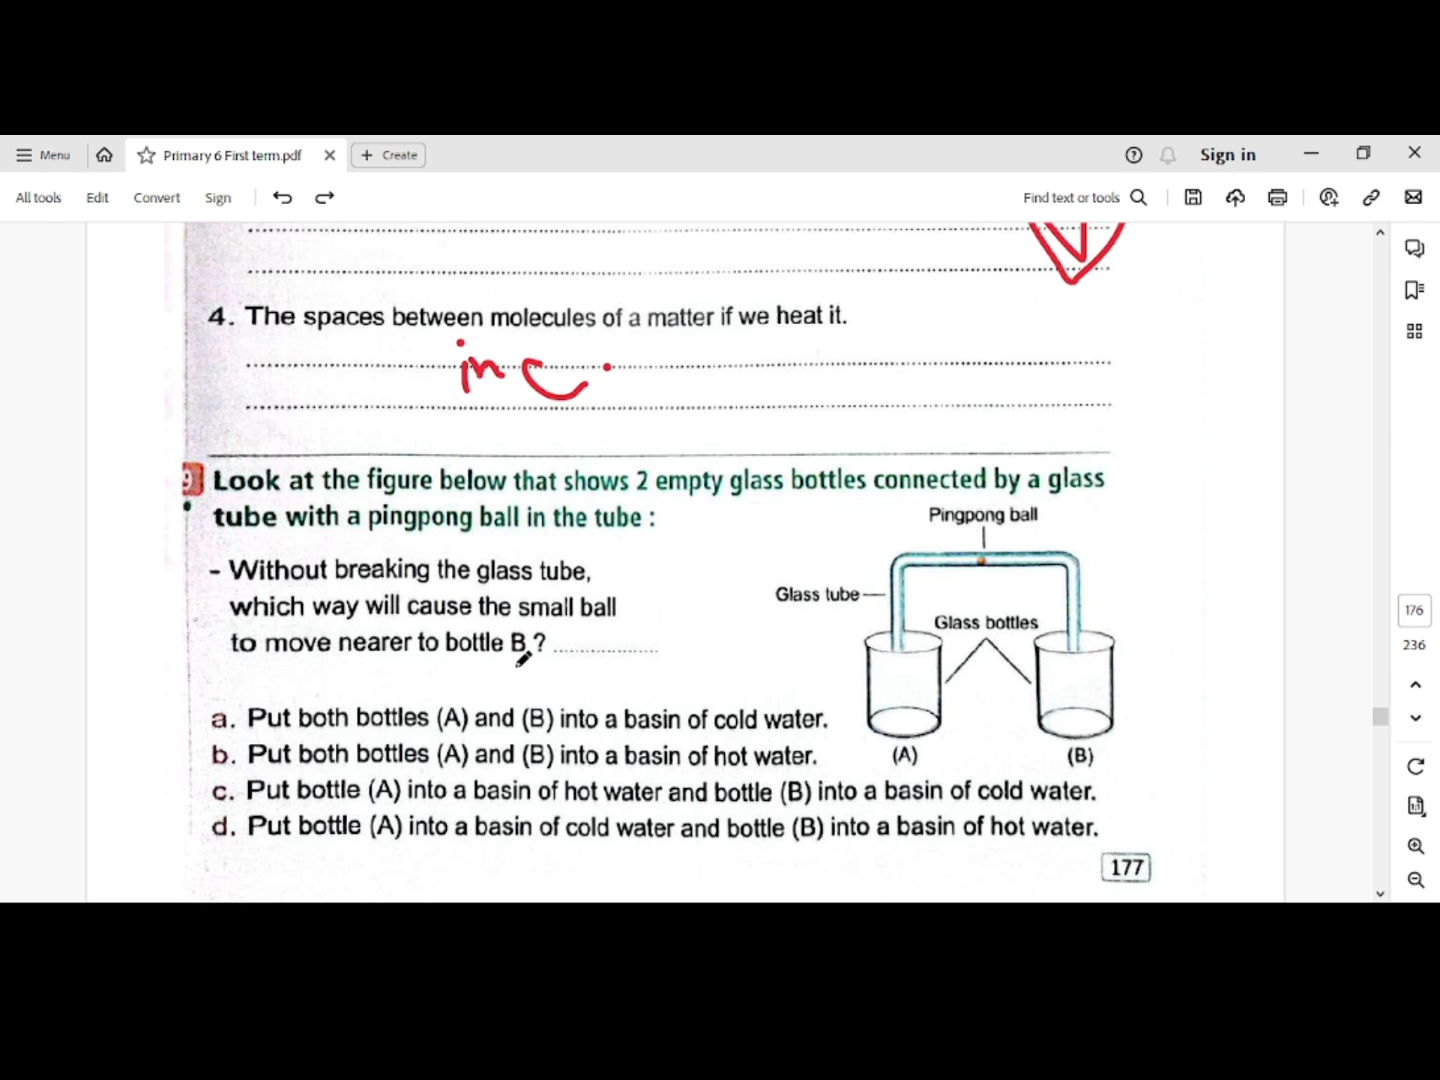 Menu
Primary 6 First term.pdf
Create
Sign in
All tools
Edit
Convert
Sign
Find text or tools
4. The spaces between molecules of a matter if we heat it.
in
9 Look at the figure below that shows 2 empty glass bottles connected by a glass
tube with a pingpong ball in the tube :
Pingpong ball
- Without breaking the glass tube,
which way will cause the small ball
to move nearer to bottle B ? ....................
Glass tube
Glass bottles
a. Put both bottles (A) and (B) into a basin of cold water.
b. Put both bottles (A) and (B) into a basin of hot water.
(A)
(B)
c. Put bottle (A) into a basin of hot water and bottle (B) into a basin of cold water.
d. Put bottle (A) into a basin of cold water and bottle (B) into a basin of hot water.
177
176
236